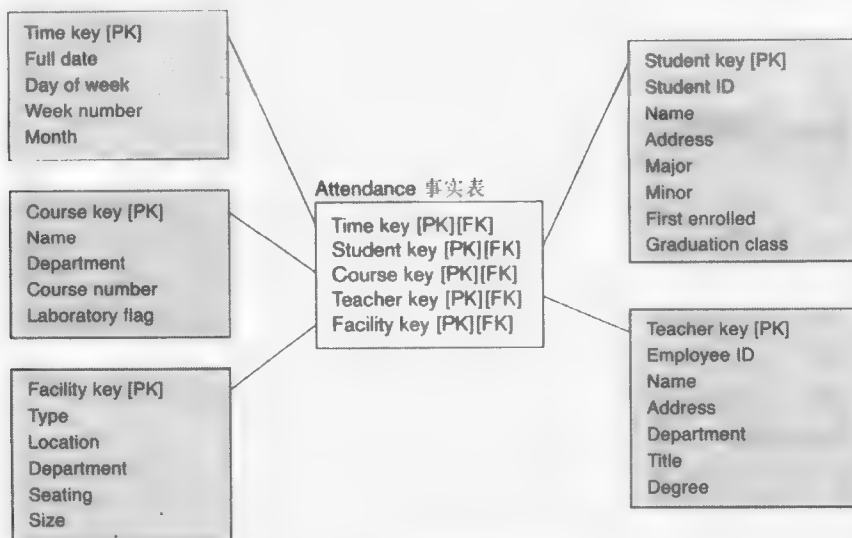 Time key [PK]
Full date
Day of week
Week number
Month
Course key [PK]
Name
Department
Course number
Laboratory flag
Facility key [PK]
Type
Location
Department
Seating
Size
Attendance 事实表
Time key [PK][FK]
Student key [PK][FK]
Course key [PK][FK]
Teacher key [PK][FK]
Facility key [PK][FK]
Student key [PK]
Student ID
Name
Address
Major
Minor
First enrolled
Graduation class
Teacher key [PK]
Employee ID
Name
Address
Department
Title
Degree